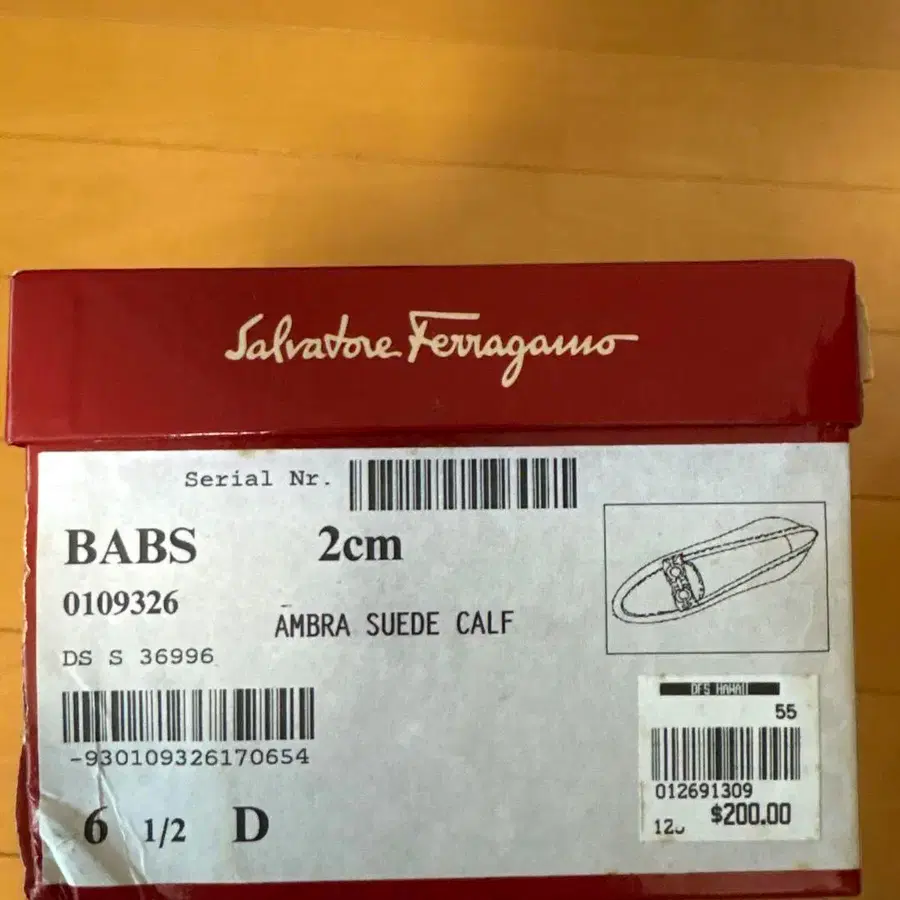 Salvatore Ferragamo
Serial Nr.
BABS 2cm
0109326
AMBRA SUEDE CALF
DS S 36996
-930109326170654
6 1/2 D
DFS HAWAII
55
012691309
$200.00